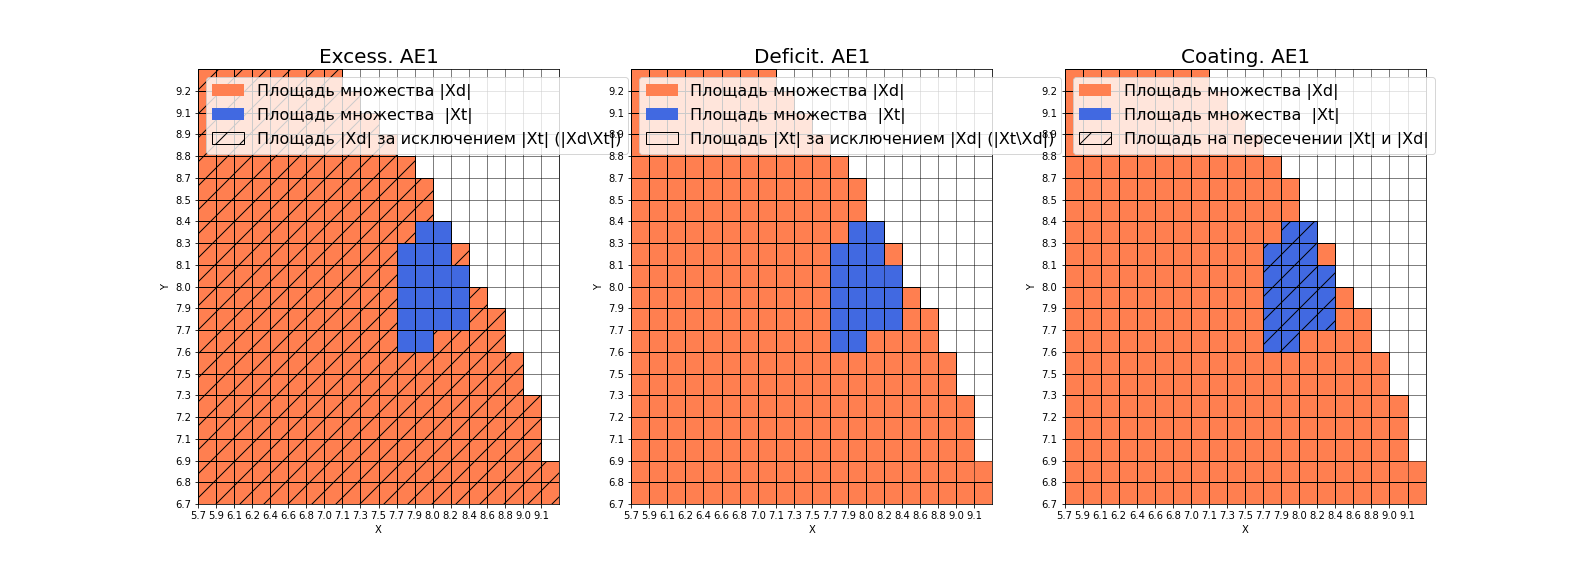 Excess. AE1
Площадь множества |Xd|
Площадь множества |Xt|
Площадь |Xd| за исключением |Xt| (|Xd\Xt|)
Y
9.2
9.1
8.9
8.8
8.7
8.5
8.4
8.3
8.1
8.0
7.9
7.7
7.6
7.5
7.3
7.2
7.1
6.9
6.8
6.7
5.7 5.9 6.1 6.2 6.4 6.6 6.8 7.0 7.1 7.3 7.5 7.7 7.9 8.0 8.2 8.4 8.6 8.8 9.0 9.1
X
Deficit. AE1
Площадь множества |Xd|
Площадь множества |Xt|
Площадь |Xt| за исключением |Xd| (|Xt\Xd|)
Y
9.2
9.1
8.9
8.8
8.7
8.5
8.4
8.3
8.1
8.0
7.9
7.7
7.6
7.5
7.3
7.2
7.1
6.9
6.8
6.7
5.7 5.9 6.1 6.2 6.4 6.6 6.8 7.0 7.1 7.3 7.5 7.7 7.9 8.0 8.2 8.4 8.6 8.8 9.0 9.1
X
Coating. AE1
Площадь множества |Xd|
Площадь множества |Xt|
Площадь на пересечении |Xt| и |Xd|
Y
9.2
9.1
8.9
8.8
8.7
8.5
8.4
8.3
8.1
8.0
7.9
7.7
7.6
7.5
7.3
7.2
7.1
6.9
6.8
6.7
5.7 5.9 6.1 6.2 6.4 6.6 6.8 7.0 7.1 7.3 7.5 7.7 7.9 8.0 8.2 8.4 8.6 8.8 9.0 9.1
X